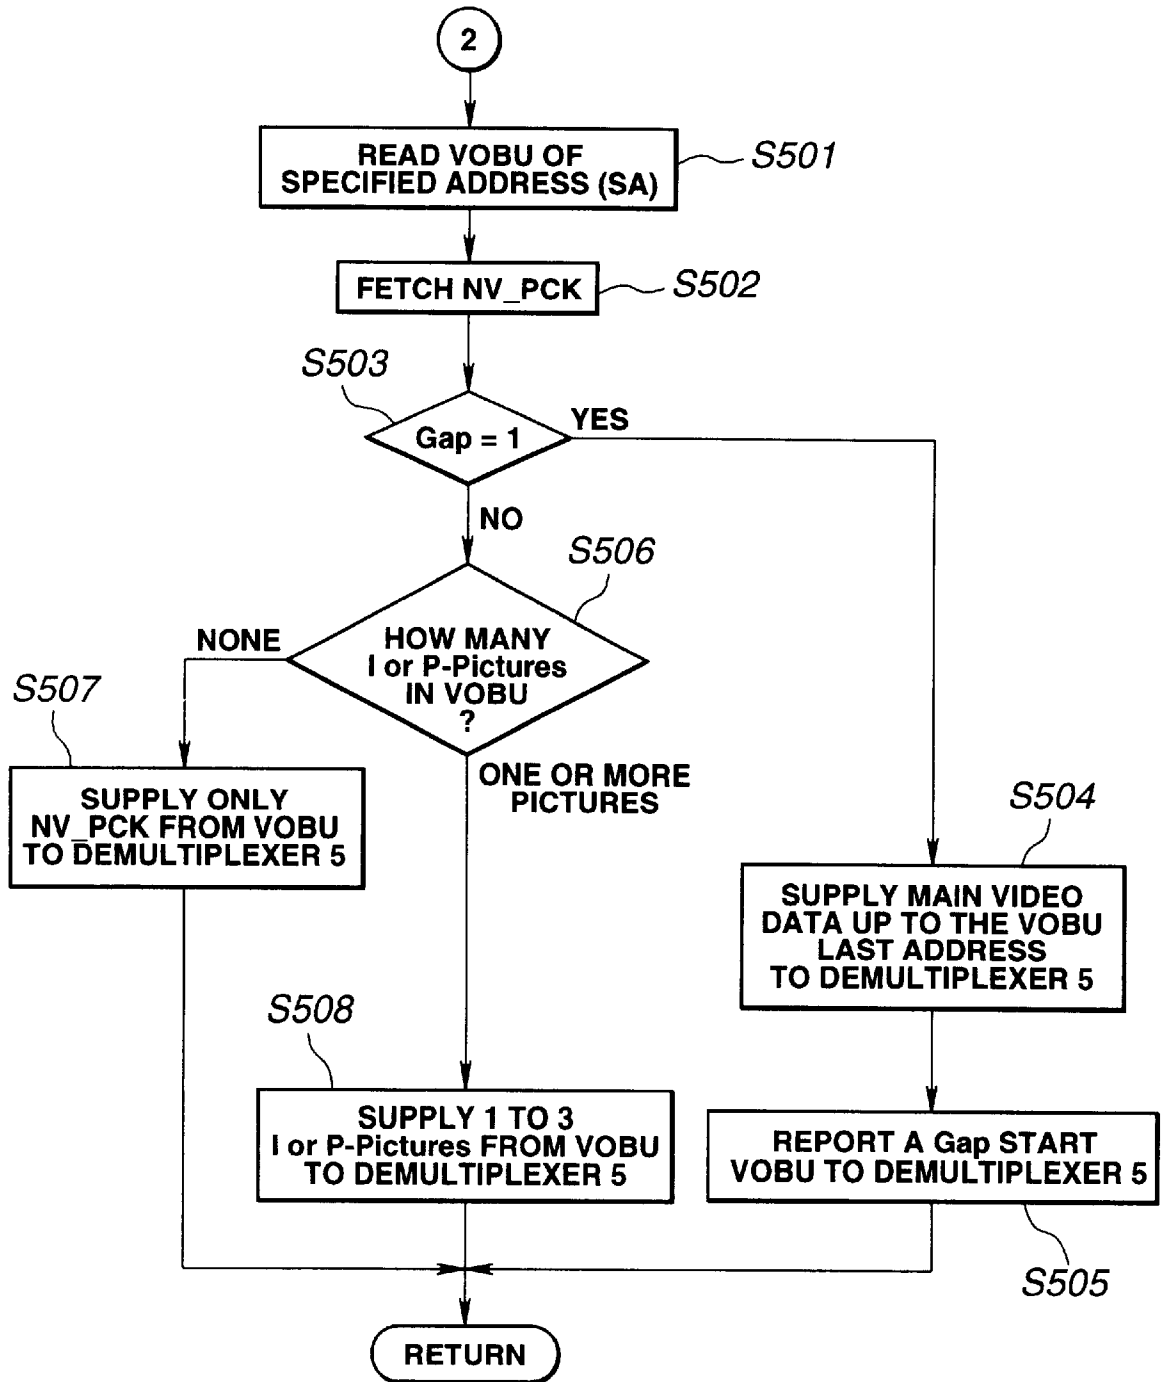 2
READ VOBU OF
SPECIFIED ADDRESS (SA)
S501
FETCH NV_PCK
S502
S503
Gap = 1
YES
NO
S506
HOW MANY
I or P-Pictures
IN VOBU
?
NONE
S507
SUPPLY ONLY
NV_PCK FROM VOBU
TO DEMULTIPLEXER 5
ONE OR MORE
PICTURES
S504
SUPPLY MAIN VIDEO
DATA UP TO THE VOBU
LAST ADDRESS
TO DEMULTIPLEXER 5
S508
SUPPLY 1 TO 3
I or P-Pictures FROM VOBU
TO DEMULTIPLEXER 5
REPORT A Gap START
VOBU TO DEMULTIPLEXER 5
S505
RETURN